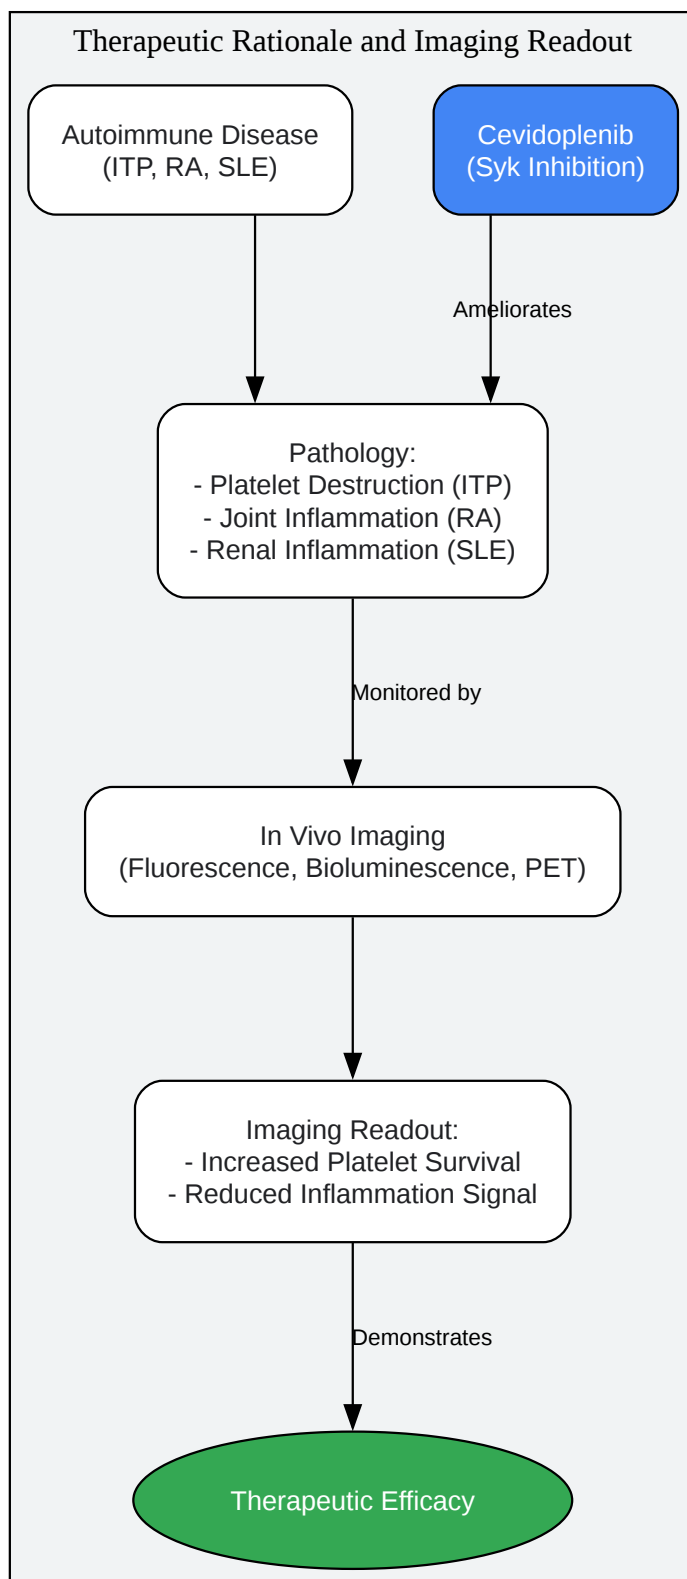 Therapeutic Rationale and Imaging Readout
Autoimmune Disease
(ITP, RA, SLE)
Cevidoplenib
(Syk Inhibition)
Ameliorates
Pathology:
- Platelet Destruction (ITP)
- Joint Inflammation (RA)
- Renal Inflammation (SLE)
Monitored by
In Vivo Imaging
(Fluorescence, Bioluminescence, PET)
Imaging Readout:
- Increased Platelet Survival
- Reduced Inflammation Signal
Demonstrates
Therapeutic Efficacy